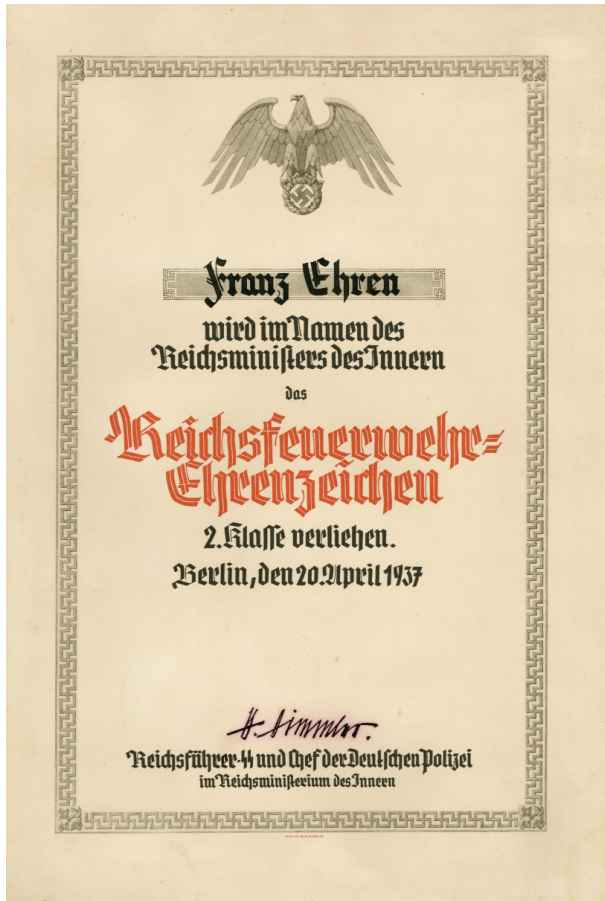 Franz Ehren
wird im Namen des
Reichsministers des Innern
das
Reichsfeuerwehr=
Ehrenzeichen
2. Klasse verliehen.
Berlin, den 20. April 1937
H. Himmler.
Reichsführer-SS und Chef der Deutschen Polizei
im Reichsministerium des Innern